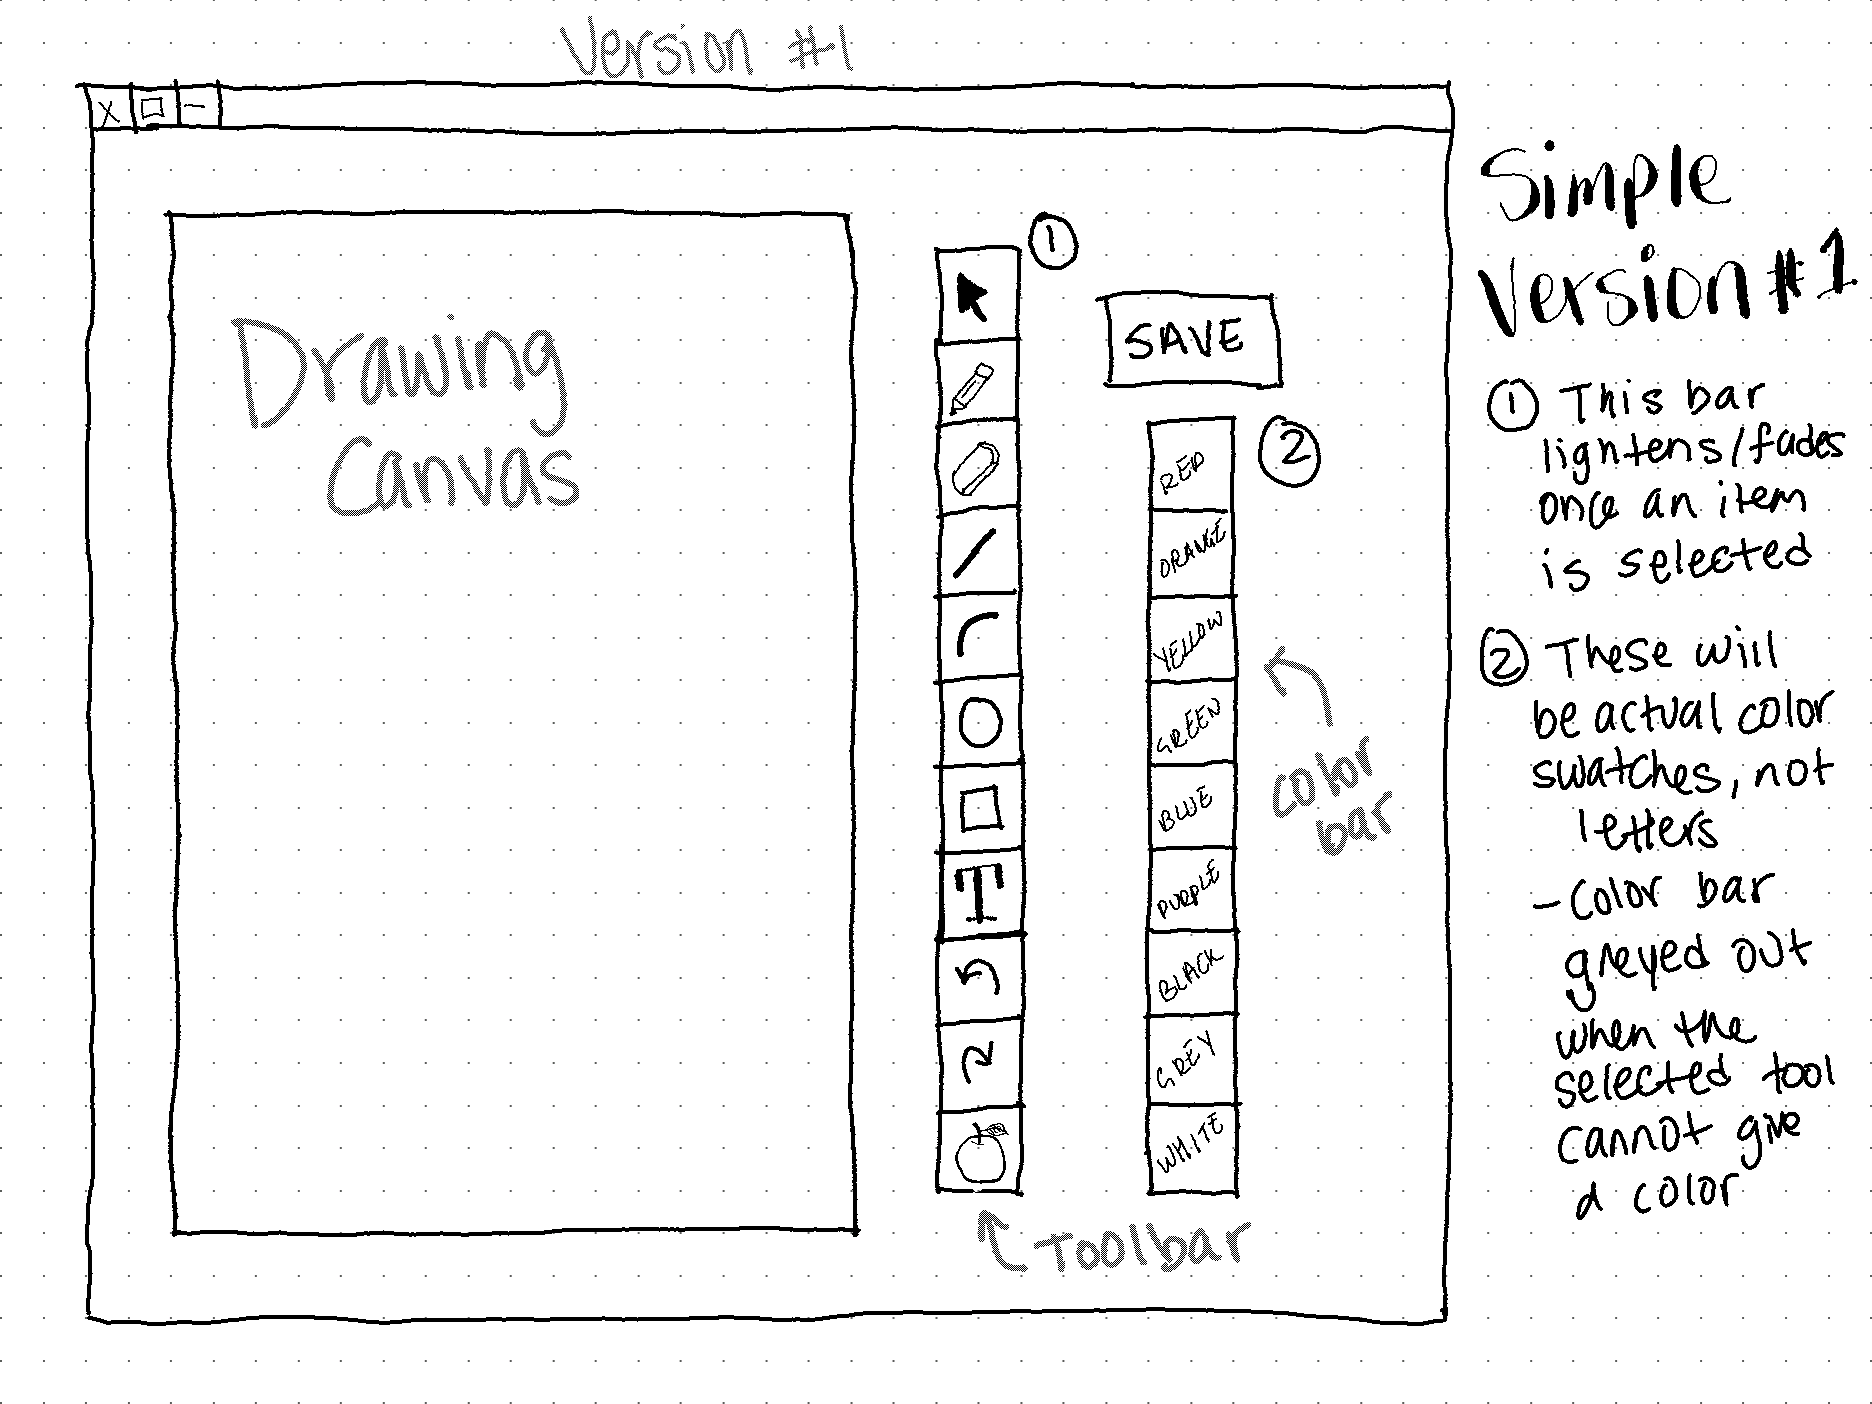 Version #1
X
Drawing
Canvas
①
T
SAVE
②
RED
ORANGE
YELLOW
GREEN
BLUE
PURPLE
BLACK
GREY
WHITE
color
bar
Toolbar
Simple
Version #1
① This bar
lightens/fades
once an item
is selected
② These will
be actual color
swatches, not
letters
- Color bar
greyed out
when the
selected tool
cannot give
a color